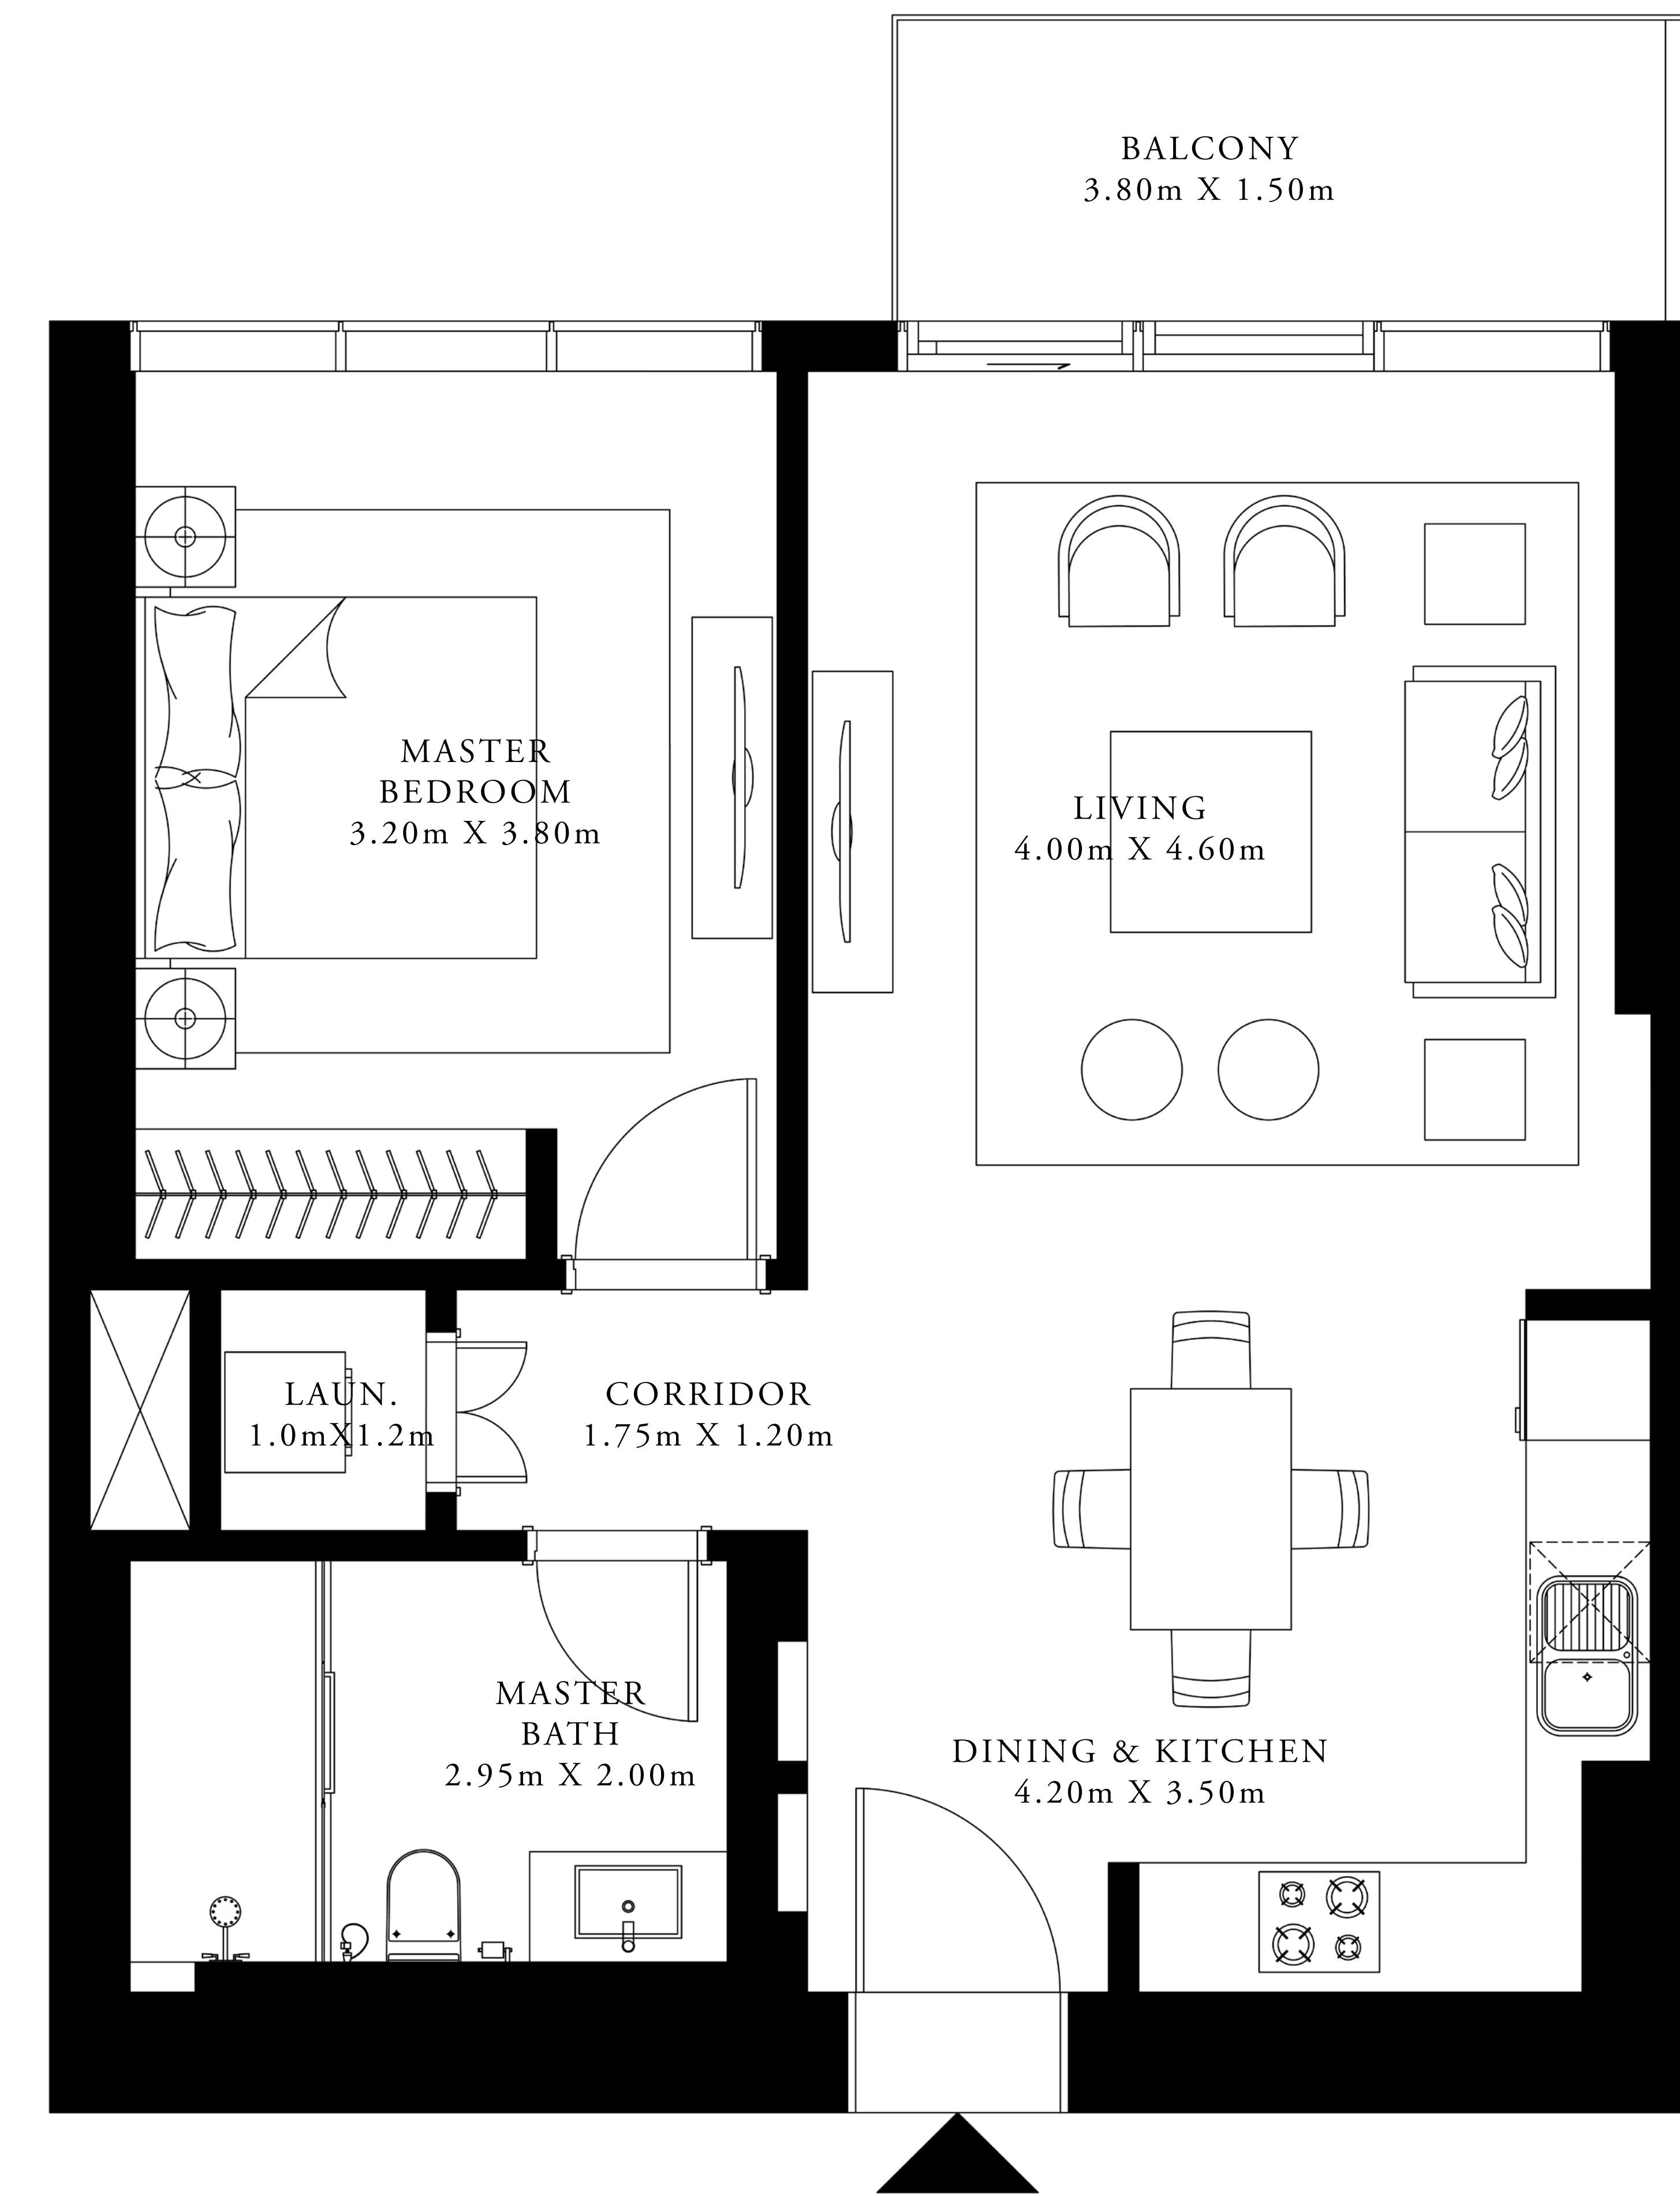 BALCONY
3.80m X 1.50m
MASTER
BEDROOM
3.20m X 3.80m
LIVING
4.00m X 4.60m
LAUN.
1.0mX1.2m
CORRIDOR
1.75m X 1.20m
MASTER
BATH
2.95m X 2.00m
DINING & KITCHEN
4.20m X 3.50m